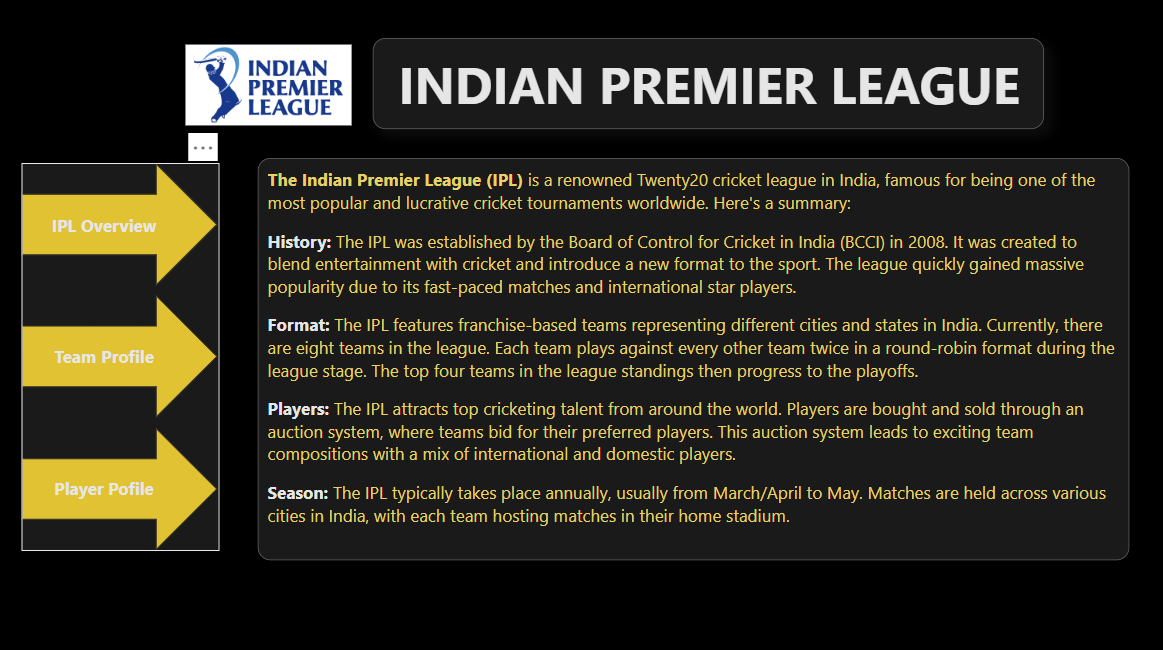 INDIAN
PREMIER
LEAGUE
INDIAN PREMIER LEAGUE
...
IPL Overview
Team Profile
Player Pofile
The Indian Premier League (IPL) is a renowned Twenty20 cricket league in India, famous for being one of the
most popular and lucrative cricket tournaments worldwide. Here's a summary:
History: The IPL was established by the Board of Control for Cricket in India (BCCI) in 2008. It was created to
blend entertainment with cricket and introduce a new format to the sport. The league quickly gained massive
popularity due to its fast-paced matches and international star players.
Format: The IPL features franchise-based teams representing different cities and states in India. Currently, there
are eight teams in the league. Each team plays against every other team twice in a round-robin format during the
league stage. The top four teams in the league standings then progress to the playoffs.
Players: The IPL attracts top cricketing talent from around the world. Players are bought and sold through an
auction system, where teams bid for their preferred players. This auction system leads to exciting team
compositions with a mix of international and domestic players.
Season: The IPL typically takes place annually, usually from March/April to May. Matches are held across various
cities in India, with each team hosting matches in their home stadium.